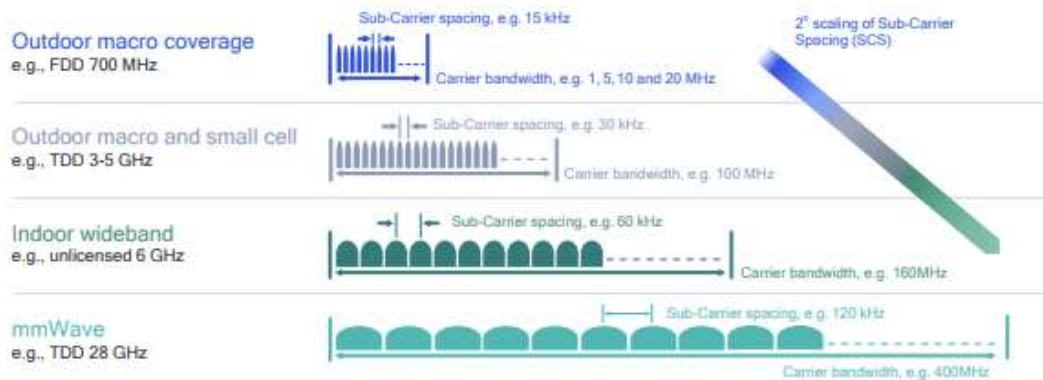 Sub-Carrier spacing, e.g. 15 kHz
2ⁿ scaling of Sub-Carrier
Spacing (SCS)
Outdoor macro coverage
e.g., FDD 700 MHz
Carrier bandwidth, e.g. 1, 5, 10 and 20 MHz
Outdoor macro and small cell
e.g., TDD 3-5 GHz
Sub-Carrier spacing, e.g. 30 kHz
Carrier bandwidth, e.g. 100 MHz
Indoor wideband
e.g., unlicensed 6 GHz
Sub-Carrier spacing, e.g. 60 kHz
Carrier bandwidth, e.g. 160MHz
mmWave
e.g., TDD 28 GHz
Sub-Carrier spacing, e.g. 120 kHz
Carrier bandwidth, e.g. 400MHz